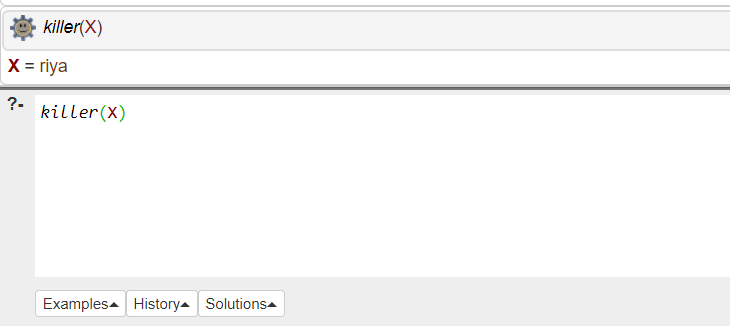 killer(X)
X = riya
?- killer(X)
Examples▲ History▲ Solutions▲